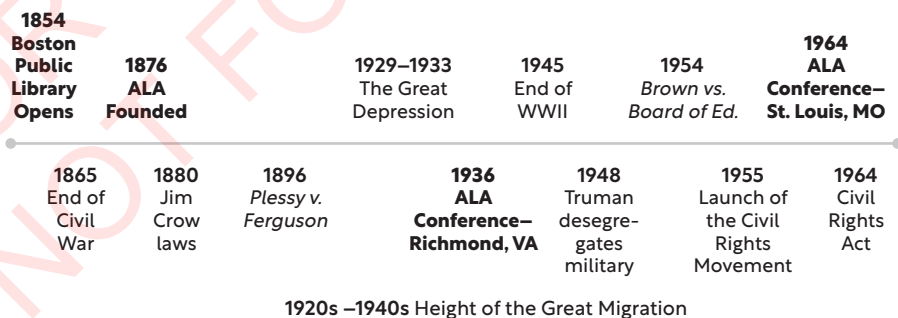 1854
Boston
Public
Library
Opens
1876
ALA
Founded
1929–1933
The Great
Depression
1945
End of
WWII
1954
Brown vs.
Board of Ed.
1964
ALA
Conference–
St. Louis, MO
1865
End of
Civil
War
1880
Jim
Crow
laws
1896
Plessy v.
Ferguson
1936
ALA
Conference–
Richmond, VA
1948
Truman
desegre-
gates
military
1955
Launch of
the Civil
Rights
Movement
1964
Civil
Rights
Act
1920s –1940s Height of the Great Migration
NOT FO